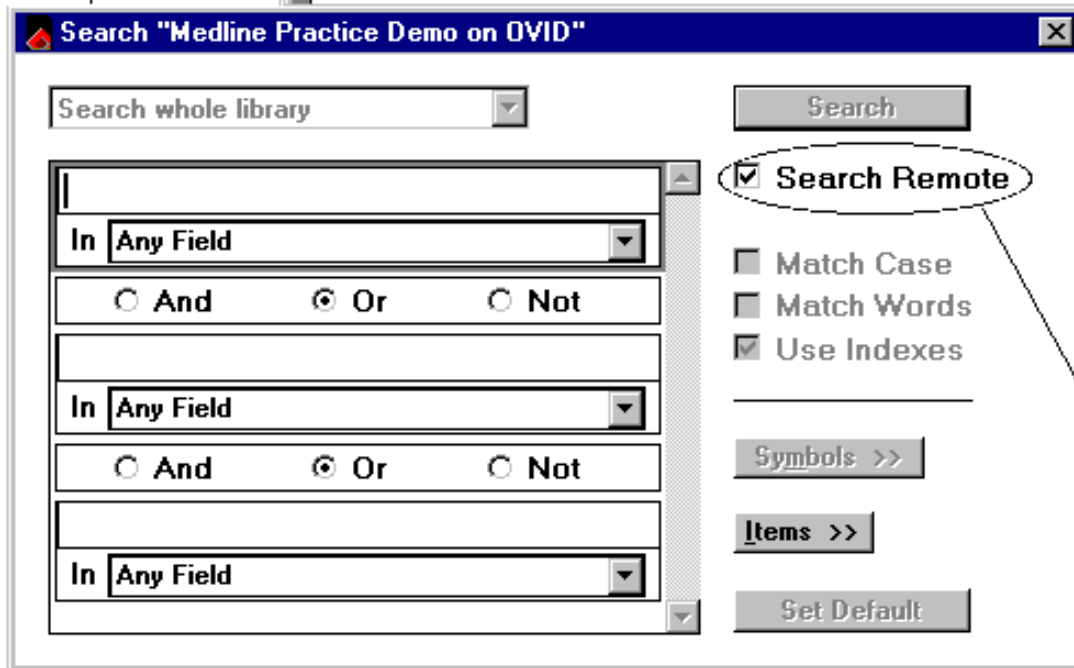 Search "Medline Practice Demo on OVID"
Search whole library
Search
Search Remote
In Any Field
Match Case
And Or Not
Match Words
Use Indexes
In Any Field
And Or Not
Symbols >>
Items >>
In Any Field
Set Default